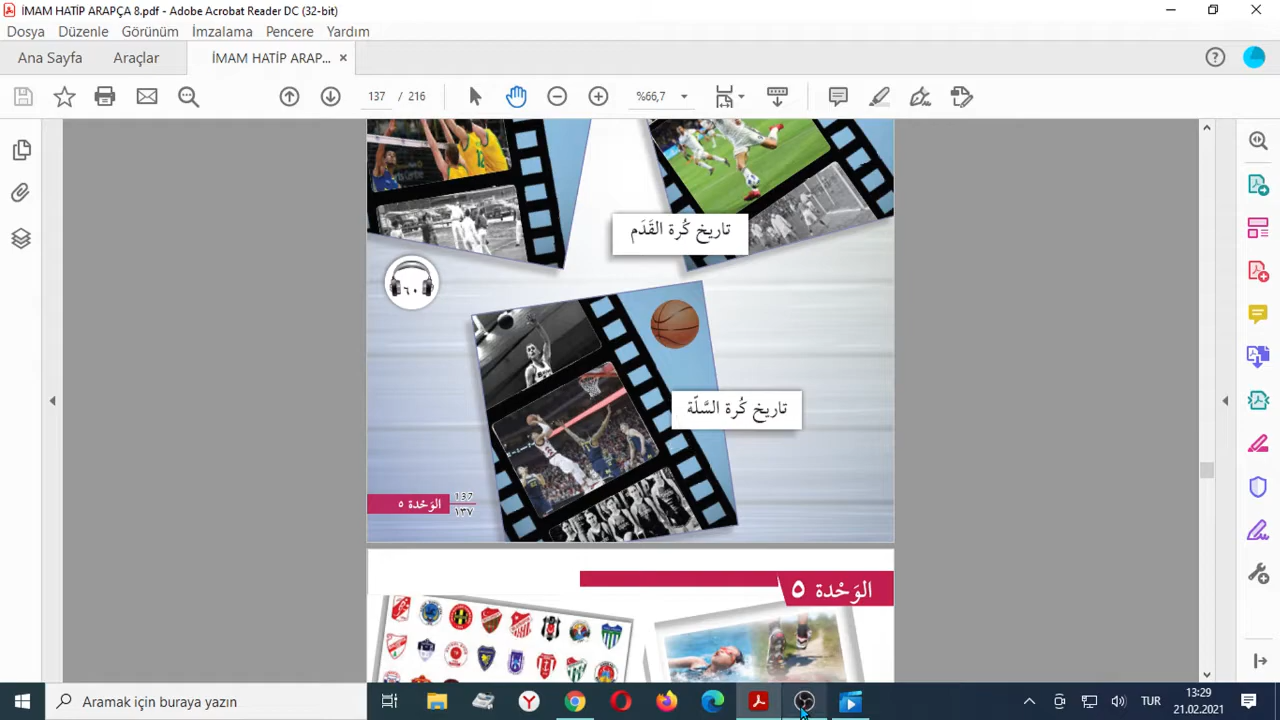 İMAM HATİP ARAPÇA 8.pdf - Adobe Acrobat Reader DC (32-bit)
Dosya Düzenle Görünüm İmzalama Pencere Yardım
Ana Sayfa Araçlar İMAM HATİP ARAP...
137 / 216 %66,7
تاريخ كُرة القَدَم
٦٠
تاريخ كُرة السَّلّة
الوَحْدة ٥
137
١٣٧
الوَحْدة ٥
Aramak için buraya yazın
TUR
13:29
21.02.2021